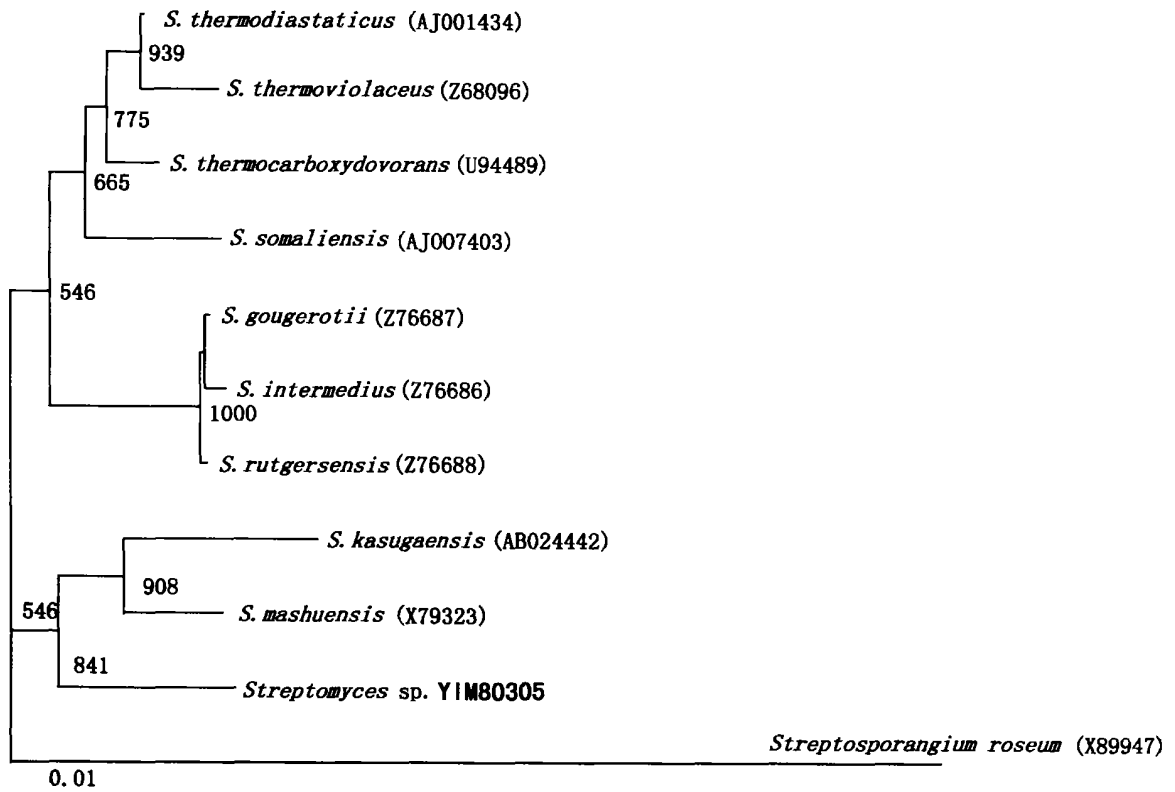 S. thermodiastaticus (AJ001434)
939
S. thermoviolaceus (Z68096)
775
S. thermocarboxydovorans (U94489)
665
S. somaliensis (AJ007403)
546
S. gougerotii (Z76687)
S. intermedius (Z76686)
1000
S. rutgersensis (Z76688)
S. kasugaensis (AB024442)
908
546
S. mashuensis (X79323)
841
Streptomyces sp. YIM80305
Streptosporangium roseum (X89947)
0.01